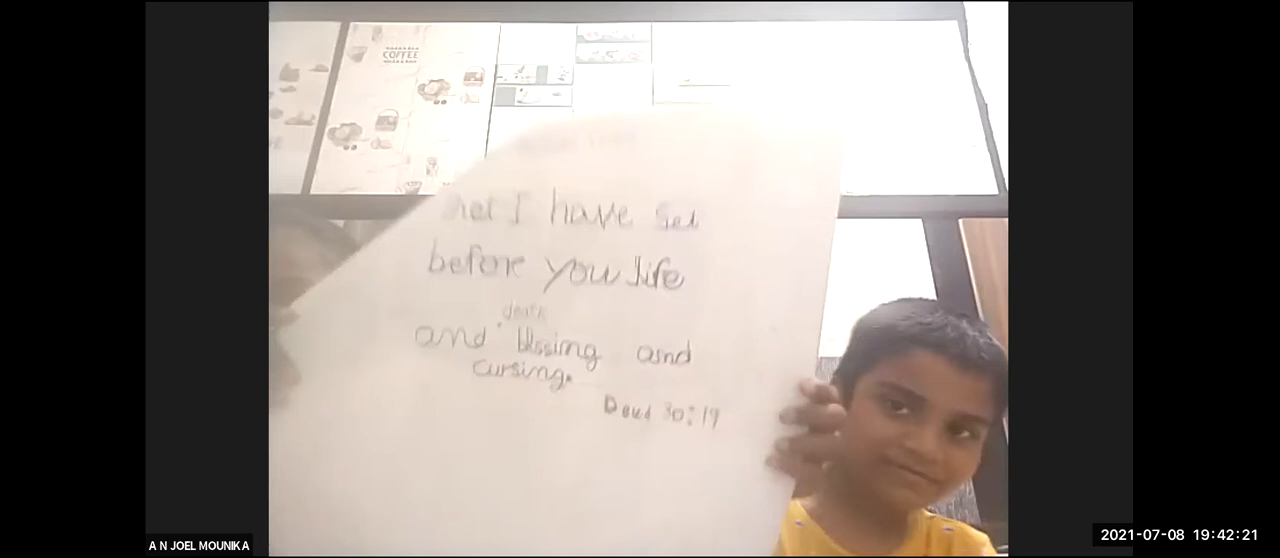 COFFEE
that I have set
before you life
death
and blssing and
cursing.
Deut 30:19
A N JOEL MOUNIKA
2021-07-08 19:42:21